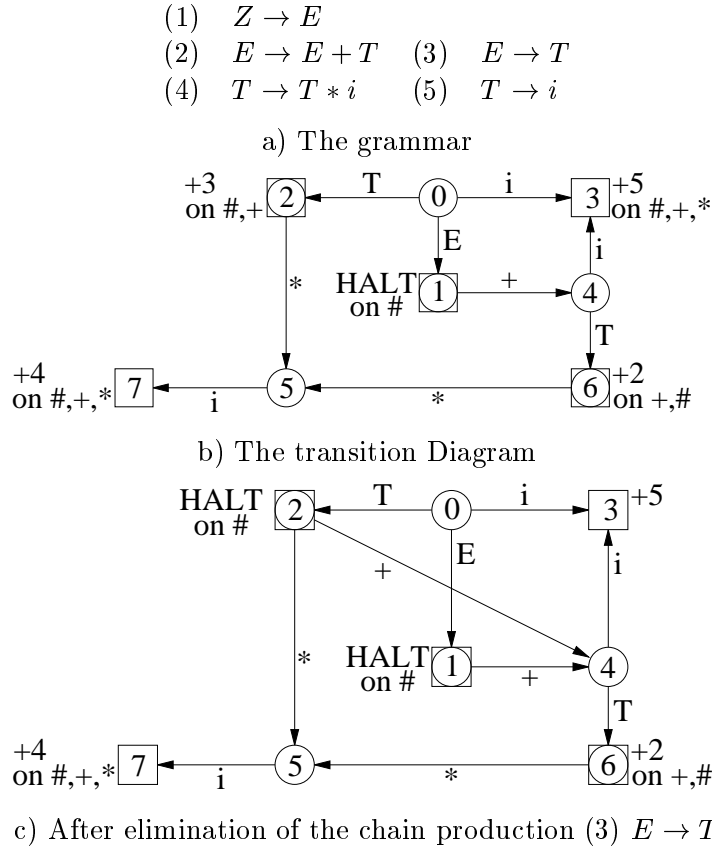 (1) Z → E
(2) E → E + T (3) E → T
(4) T → T * i (5) T → i
a) The grammar
+3 on #,+ 2 T 0 i 3 +5 on #,+,*
E i
*
HALT on # 1 + 4
T
+4 on #,+,* 7 i 5 * 6 +2 on +,#
b) The transition Diagram
HALT on # 2 T 0 i 3 +5
E
+ i
*
HALT on # 1 + 4
T
+4 on #,+,* 7 i 5 * 6 +2 on +,#
c) After elimination of the chain production (3) E → T